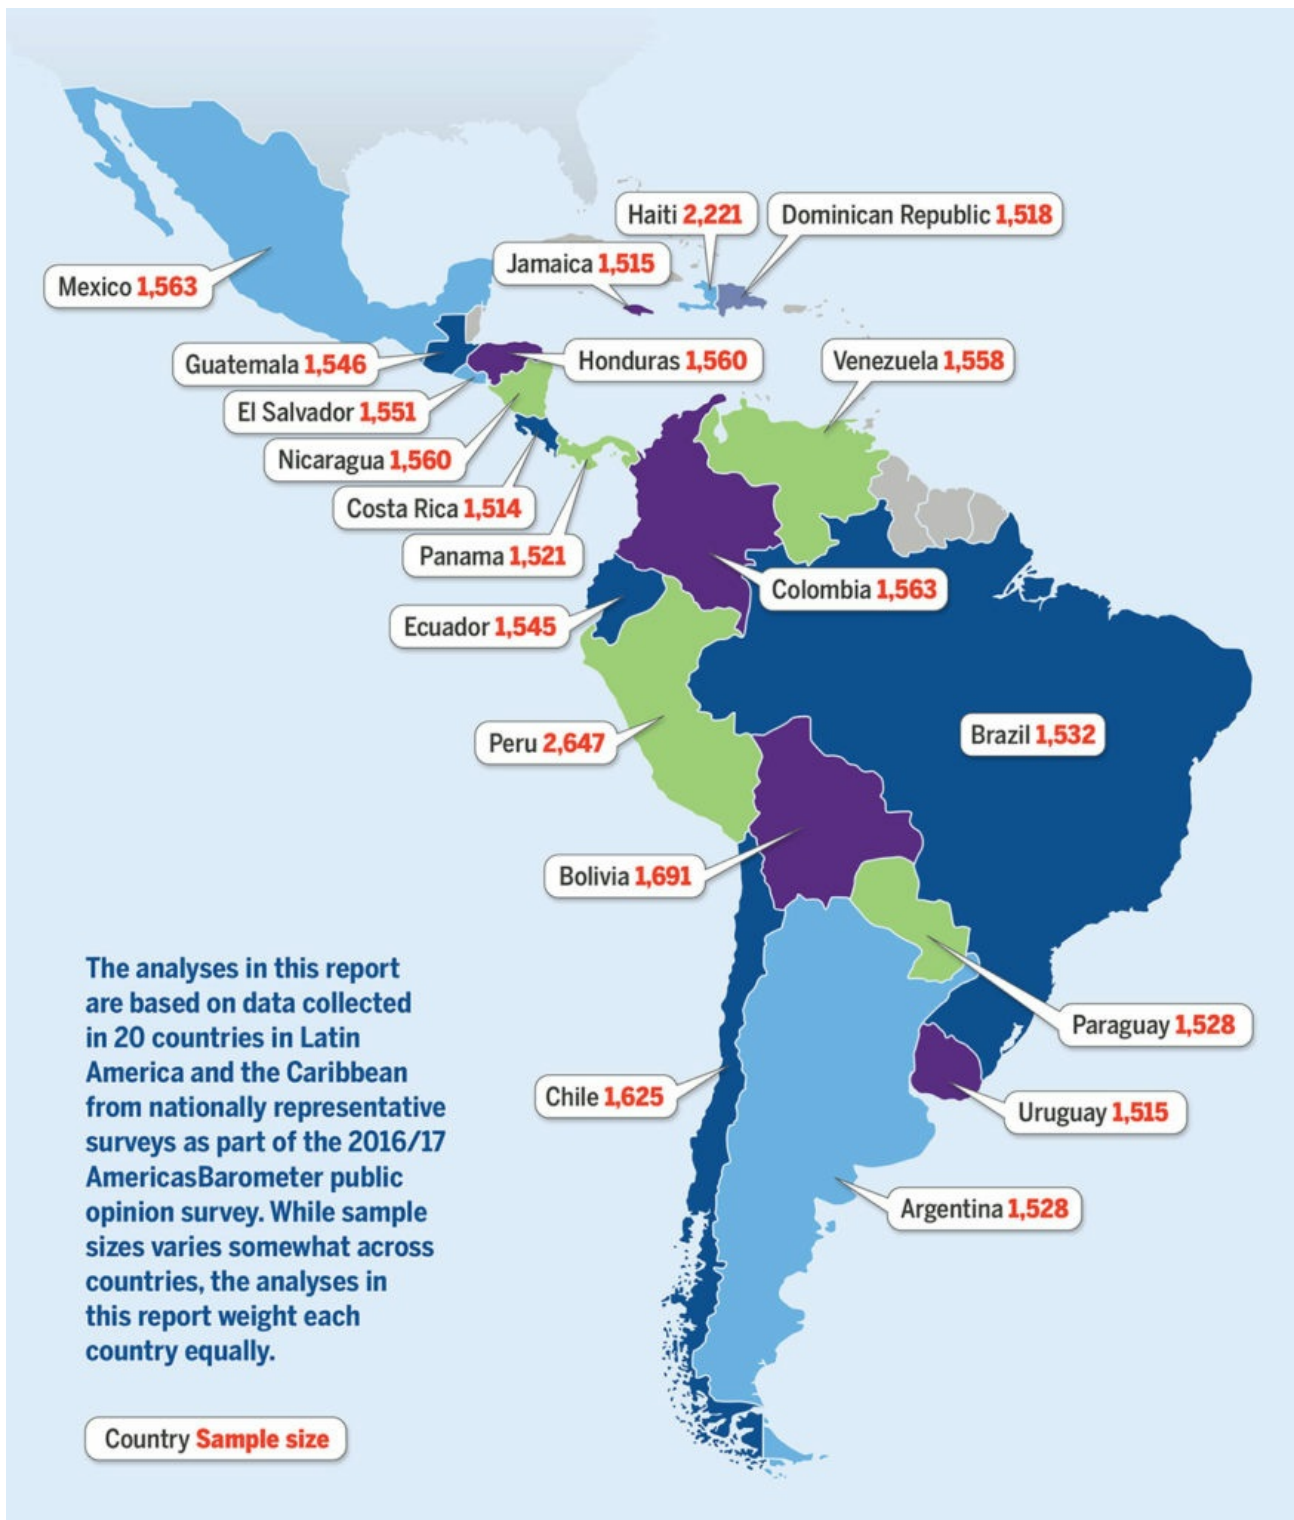 Haiti 2,221
Dominican Republic 1,518
Jamaica 1,515
Mexico 1,563
Guatemala 1,546
Honduras 1,560
Venezuela 1,558
El Salvador 1,551
Nicaragua 1,560
Costa Rica 1,514
Panama 1,521
Colombia 1,563
Ecuador 1,545
Peru 2,647
Brazil 1,532
Bolivia 1,691
The analyses in this report
are based on data collected
in 20 countries in Latin
America and the Caribbean
from nationally representative
surveys as part of the 2016/17
AmericasBarometer public
opinion survey. While sample
sizes varies somewhat across
countries, the analyses in
this report weight each
country equally.
Paraguay 1,528
Chile 1,625
Uruguay 1,515
Argentina 1,528
Country Sample size